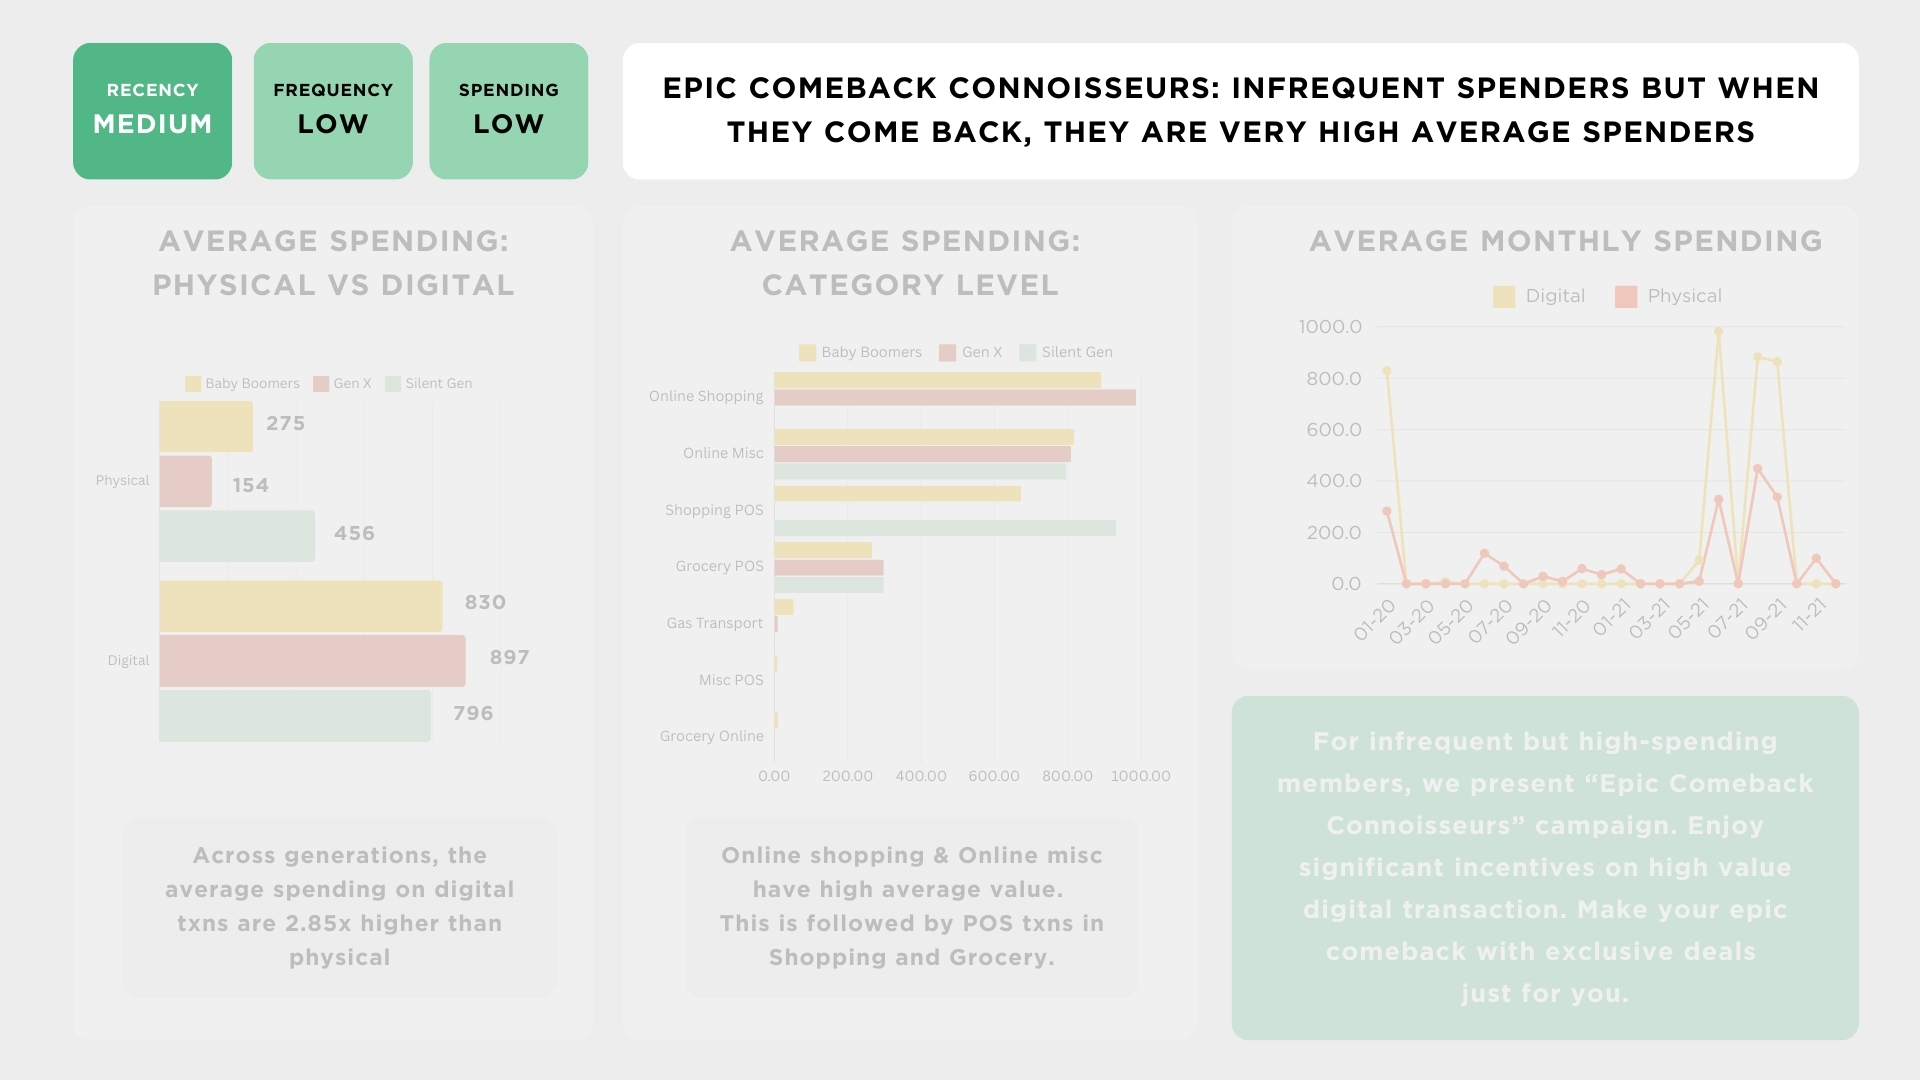 RECENCY
MEDIUM
FREQUENCY
LOW
SPENDING
LOW
EPIC COMEBACK CONNOISSEURS: INFREQUENT SPENDERS BUT WHEN
THEY COME BACK, THEY ARE VERY HIGH AVERAGE SPENDERS
AVERAGE SPENDING:
PHYSICAL VS DIGITAL
Baby Boomers Gen X Silent Gen
275
Physical
154
456
830
Digital
897
796
Across generations, the
average spending on digital
txns are 2.85x higher than
physical
AVERAGE SPENDING:
CATEGORY LEVEL
Baby Boomers Gen X Silent Gen
Online Shopping
Online Misc
Shopping POS
Grocery POS
Gas Transport
Misc POS
Grocery Online
0.00 200.00 400.00 600.00 800.00 1000.00
Online shopping & Online misc
have high average value.
This is followed by POS txns in
Shopping and Grocery.
AVERAGE MONTHLY SPENDING
Digital Physical
1000.0
800.0
600.0
400.0
200.0
0.0
01-20 03-20 05-20 07-20 09-20 11-20 01-21 03-21 05-21 07-21 09-21 11-21
For infrequent but high-spending
members, we present “Epic Comeback
Connoisseurs” campaign. Enjoy
significant incentives on high value
digital transaction. Make your epic
comeback with exclusive deals
just for you.